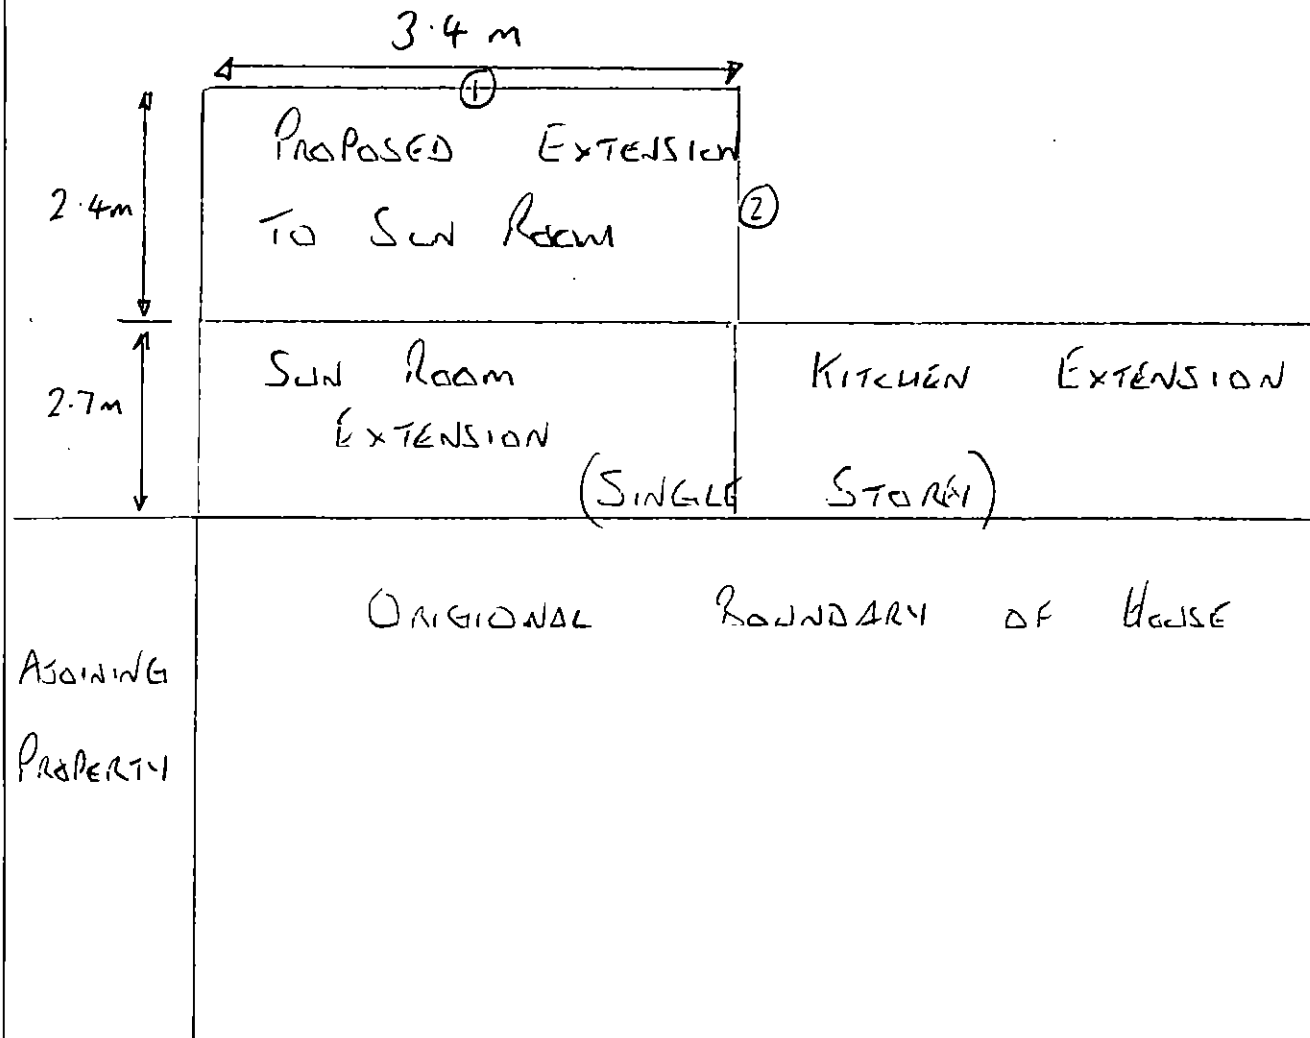 3.4 m
①
PROPOSED EXTENSION
2.4m
TO SUN ROOM
②
SUN ROOM
EXTENSION
KITCHEN EXTENSION
2.7m
(SINGLE STOREY)
ORIGIONAL BOUNDARY OF HOUSE
AJOINING
PROPERTY